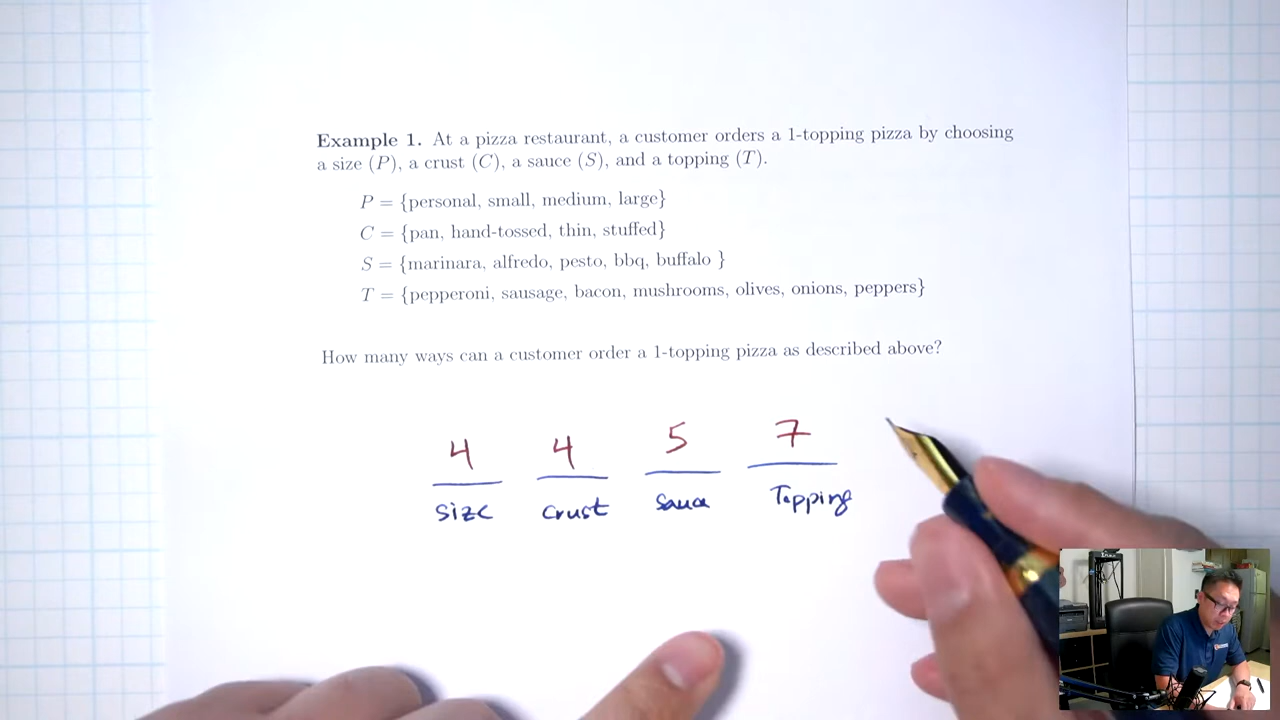 Example 1. At a pizza restaurant, a customer orders a 1-topping pizza by choosing
a size (P), a crust (C), a sauce (S), and a topping (T).
P = {personal, small, medium, large}
C = {pan, hand-tossed, thin, stuffed}
S = {marinara, alfredo, pesto, bbq, buffalo }
T = {pepperoni, sausage, bacon, mushrooms, olives, onions, peppers}
How many ways can a customer order a 1-topping pizza as described above?
4 4 5 7
Size Crust Sauce Topping